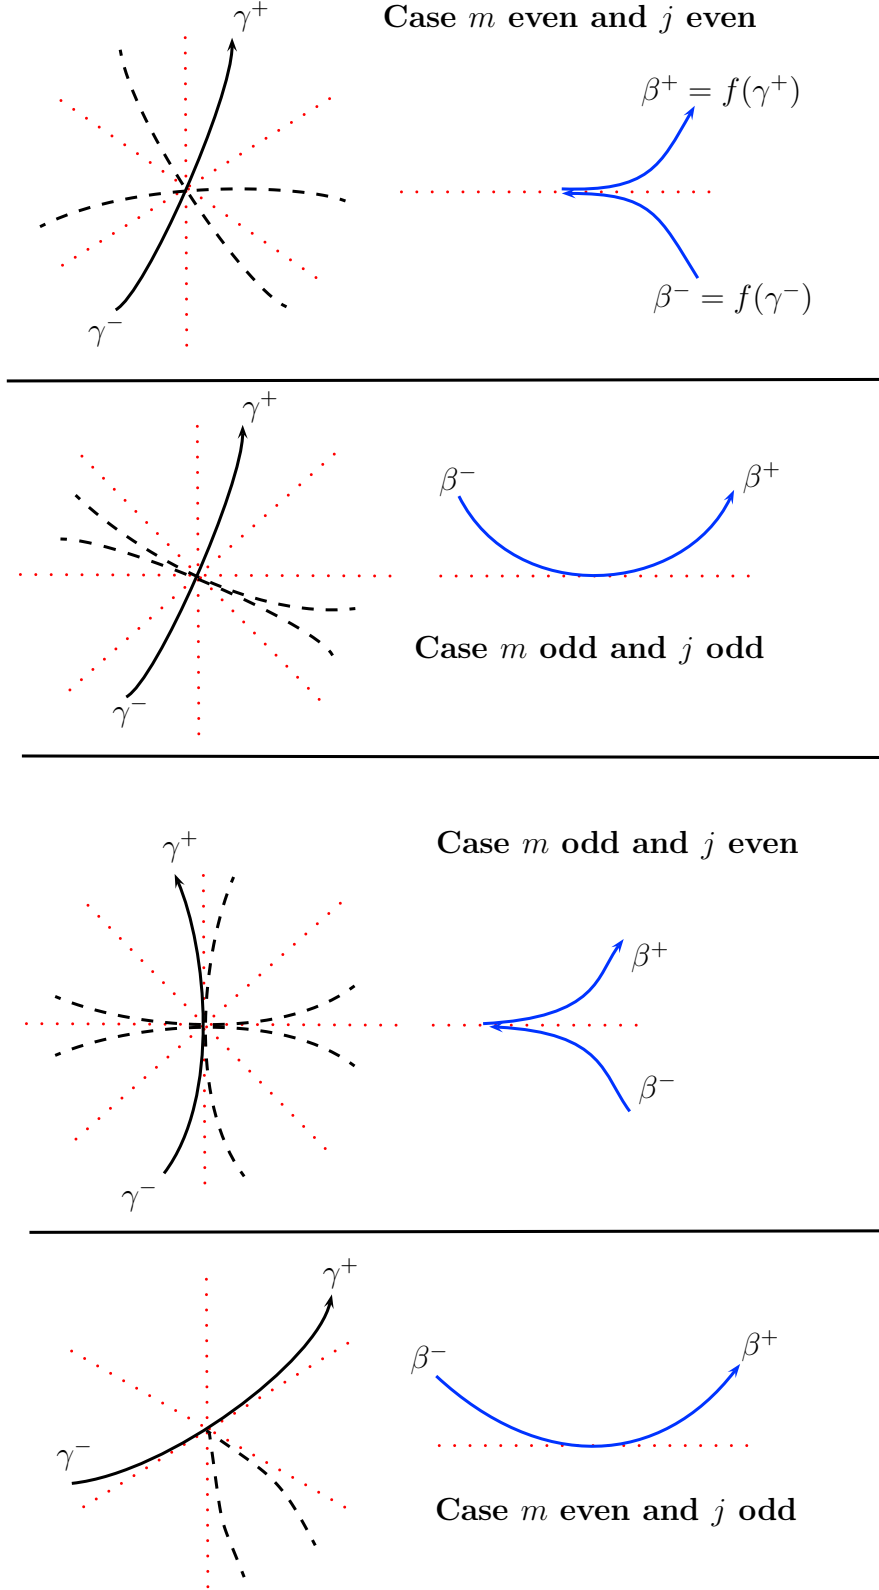 γ⁺
Case m even and j even
β⁺ = f(γ⁺)
γ⁻
β⁻ = f(γ⁻)
γ⁺
β⁻
β⁺
γ⁻
Case m odd and j odd
γ⁺
Case m odd and j even
β⁺
γ⁻
β⁻
γ⁺
β⁻
β⁺
γ⁻
Case m even and j odd